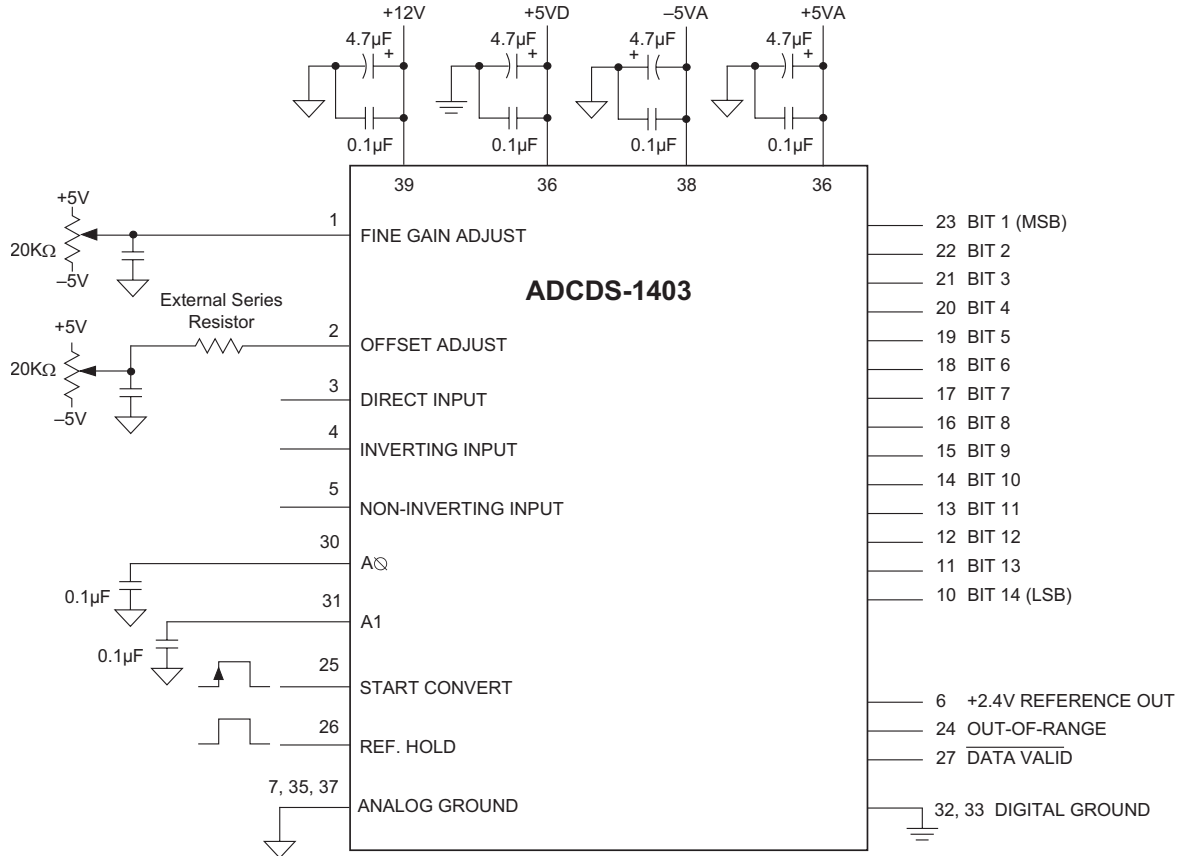 +12V +5VD –5VA +5VA
4.7µF 4.7µF 4.7µF 4.7µF
+ + + +
0.1µF 0.1µF 0.1µF 0.1µF
39 36 38 36
+5V
20KΩ
–5V
1 FINE GAIN ADJUST
ADCDS-1403
External Series
Resistor
+5V
20KΩ
–5V
2 OFFSET ADJUST
3 DIRECT INPUT
4 INVERTING INPUT
5 NON-INVERTING INPUT
30 A∅
0.1µF
31 A1
0.1µF
25 START CONVERT
26 REF. HOLD
7, 35, 37 ANALOG GROUND
23 BIT 1 (MSB)
22 BIT 2
21 BIT 3
20 BIT 4
19 BIT 5
18 BIT 6
17 BIT 7
16 BIT 8
15 BIT 9
14 BIT 10
13 BIT 11
12 BIT 12
11 BIT 13
10 BIT 14 (LSB)
6 +2.4V REFERENCE OUT
24 OUT-OF-RANGE
27 DATA VALID
32, 33 DIGITAL GROUND